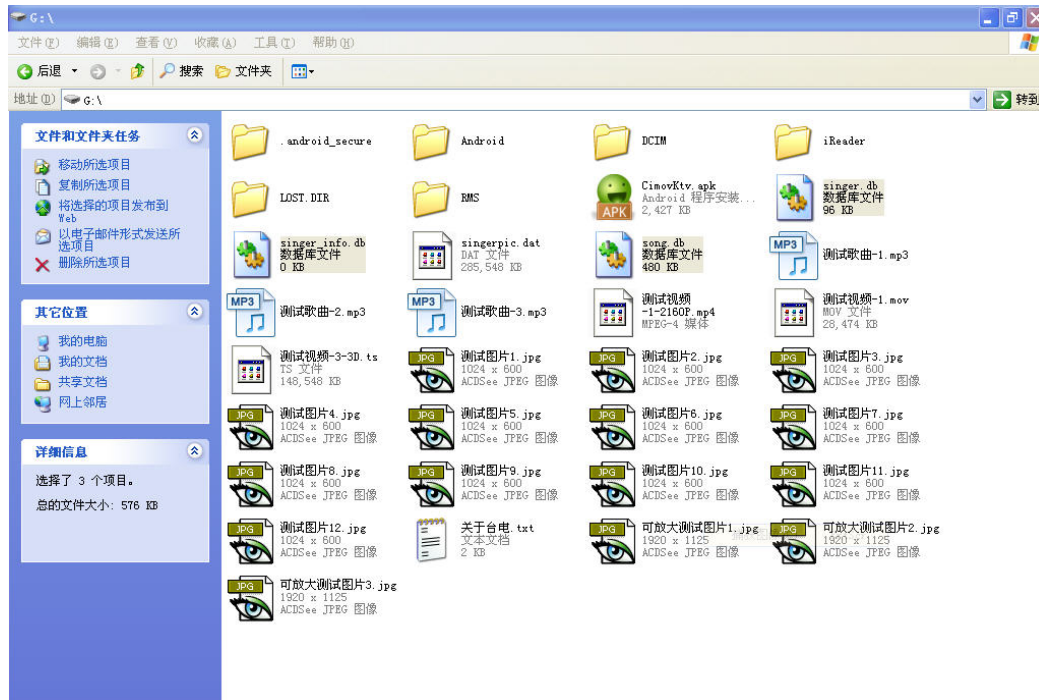 G:\
文件(F) 编辑(E) 查看(V) 收藏(A) 工具(T) 帮助(H)
后退 搜索 文件夹
地址(D) G:\ 转到
文件和文件夹任务
移动所选项目
复制所选项目
将选择的项目发布到
Web
以电子邮件形式发送所
选项目
删除所选项目
其它位置
我的电脑
我的文档
共享文档
网上邻居
详细信息
选择了 3 个项目。
总的文件大小: 576 KB
.android_secure
Android
DCIM
iReader
LOST.DIR
RMS
APK
CimovKtv.apk
Android 程序安装...
2,427 KB
singer.db
数据库文件
96 KB
singer_info.db
数据库文件
0 KB
singerpic.dat
DAT 文件
285,548 KB
song.db
数据库文件
480 KB
MP3
测试歌曲-1.mp3
MP3
测试歌曲-2.mp3
MP3
测试歌曲-3.mp3
测试视频
-1-2160P.mp4
MPEG-4 媒体
测试视频-1.mov
MOV 文件
28,474 KB
测试视频-3-3D.ts
TS 文件
148,548 KB
JPG
测试图片1.jpg
1024 x 600
ACDSee JPEG 图像
JPG
测试图片2.jpg
1024 x 600
ACDSee JPEG 图像
JPG
测试图片3.jpg
1024 x 600
ACDSee JPEG 图像
JPG
测试图片4.jpg
1024 x 600
ACDSee JPEG 图像
JPG
测试图片5.jpg
1024 x 600
ACDSee JPEG 图像
JPG
测试图片6.jpg
1024 x 600
ACDSee JPEG 图像
JPG
测试图片7.jpg
1024 x 600
ACDSee JPEG 图像
JPG
测试图片8.jpg
1024 x 600
ACDSee JPEG 图像
JPG
测试图片9.jpg
1024 x 600
ACDSee JPEG 图像
JPG
测试图片10.jpg
1024 x 600
ACDSee JPEG 图像
JPG
测试图片11.jpg
1024 x 600
ACDSee JPEG 图像
JPG
测试图片12.jpg
1024 x 600
ACDSee JPEG 图像
关于台电.txt
文本文档
2 KB
JPG
可放大测试图片1.jpg
1920 x 1125
ACDSee JPEG 图像
JPG
可放大测试图片2.jpg
1920 x 1125
ACDSee JPEG 图像
JPG
可放大测试图片3.jpg
1920 x 1125
ACDSee JPEG 图像